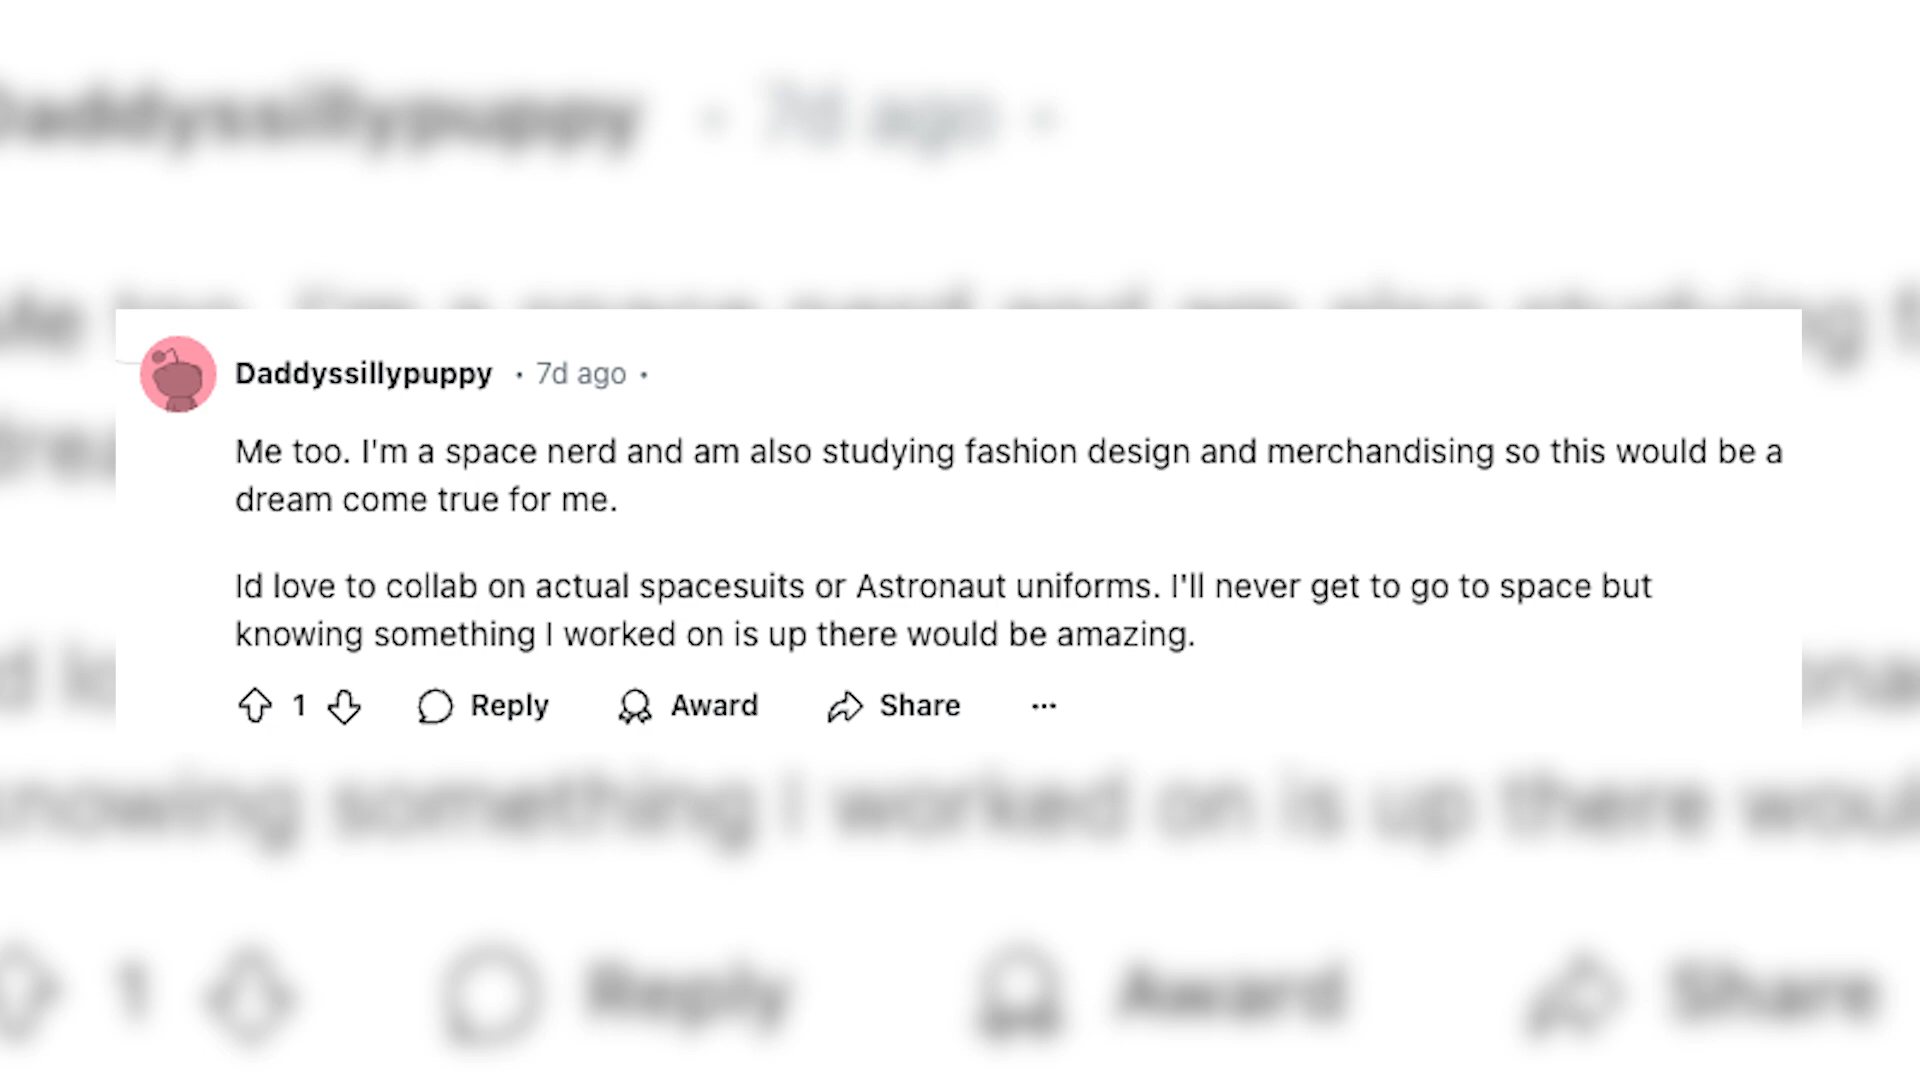 Daddyssillypuppy · 7d ago ·
Me too. I'm a space nerd and am also studying fashion design and merchandising so this would be a
dream come true for me.
Id love to collab on actual spacesuits or Astronaut uniforms. I'll never get to go to space but
knowing something I worked on is up there would be amazing.
1 Reply Award Share ...